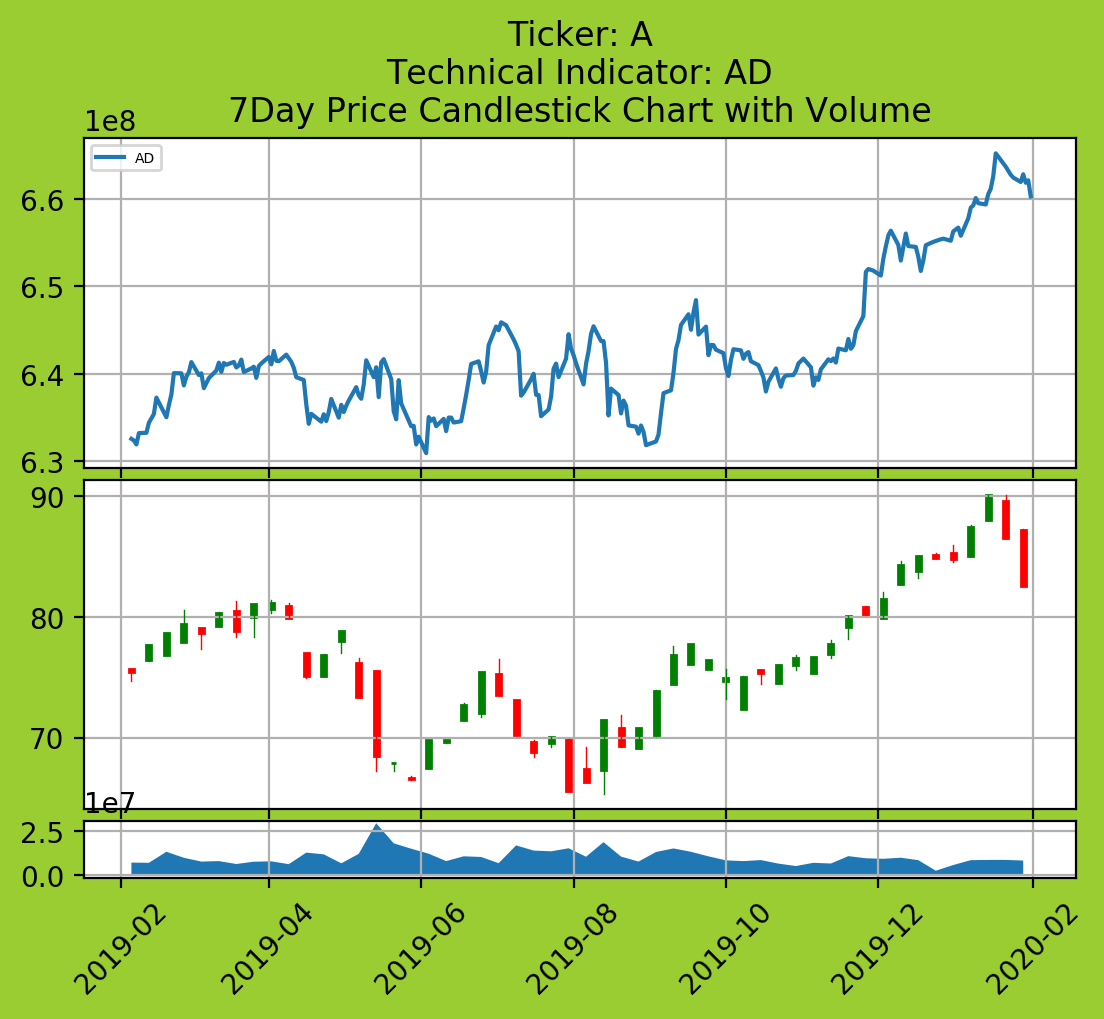 Ticker: A
Technical Indicator: AD
7Day Price Candlestick Chart with Volume
1e8
AD
6.6
6.5
6.4
6.3
90
80
70
1e7
2.5
0.0
2019-02
2019-04
2019-06
2019-08
2019-10
2019-12
2020-02